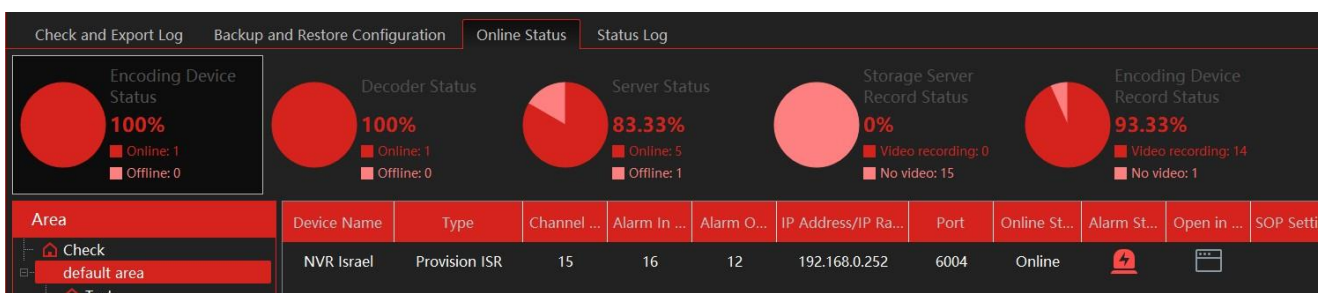 Check and Export Log Backup and Restore Configuration Online Status Status Log
Encoding Device
Status
100%
Online: 1
Offline: 0
Decoder Status
100%
Online: 1
Offline: 0
Server Status
83.33%
Online: 5
Offline: 1
Storage Server
Record Status
0%
Video recording: 0
No video: 15
Encoding Device
Record Status
93.33%
Video recording: 14
No video: 1
Area
Check
default area
Device Name Type Channel ... Alarm In ... Alarm O... IP Address/IP Ra... Port Online St... Alarm St... Open in ... SOP Setti
NVR Israel Provision ISR 15 16 12 192.168.0.252 6004 Online